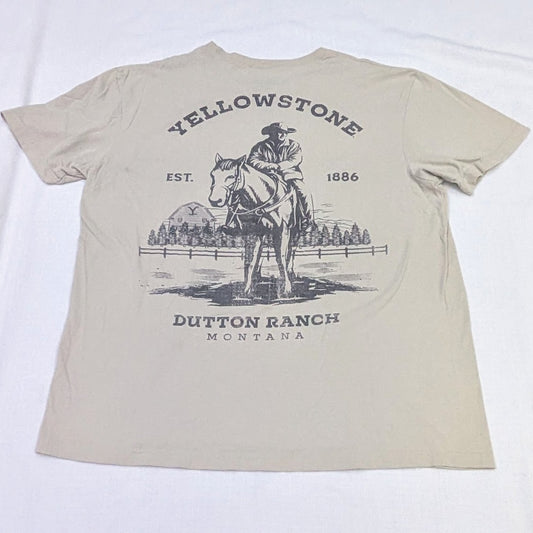 YELLOWSTONE
EST. 1886
DUTTON RANCH
MONTANA